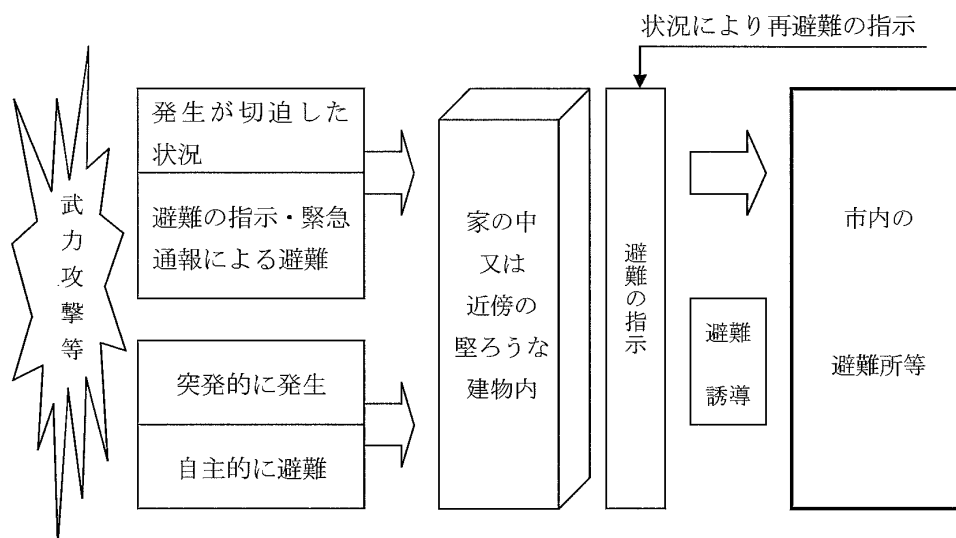 状況により再避難の指示
武力攻撃等
発生が切迫した
状況
避難の指示・緊急
通報による避難
突発的に発生
自主的に避難
家の中
又は
近傍の
堅ろうな
建物内
避難の指示
避難
誘導
市内の
避難所等